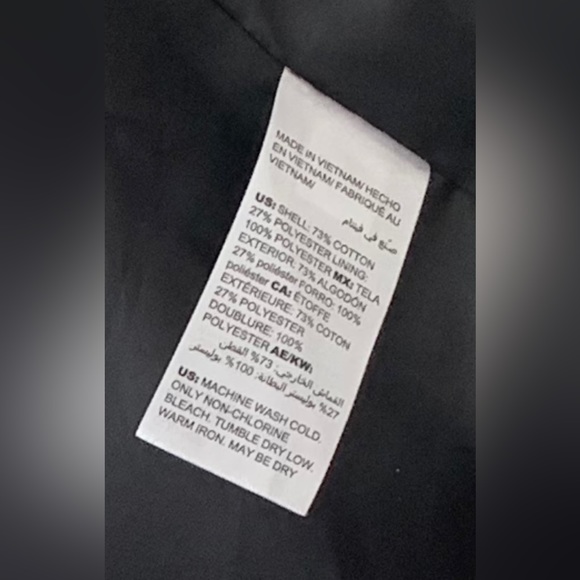 MADE IN VIETNAM/ HECHO
EN VIETNAM/ FABRIQUÉ AU
VIETNAM/
صنع في فيتنام
US: SHELL: 73% COTTON
27% POLYESTER LINING:
100% POLYESTER MX: TELA
EXTERIOR: 73% ALGODÓN
27% poliéster FORRO: 100%
poliéster CA: ÉTOFFE
EXTÉRIEURE: 73% COTON
27% POLYESTER
DOUBLURE: 100%
POLYESTER AE/KW:
القماش الخارجي: 73% القطن
27% بوليستر البطانة: 100% بوليستر
US: MACHINE WASH COLD.
ONLY NON-CHLORINE
BLEACH. TUMBLE DRY LOW.
WARM IRON. MAY BE DRY